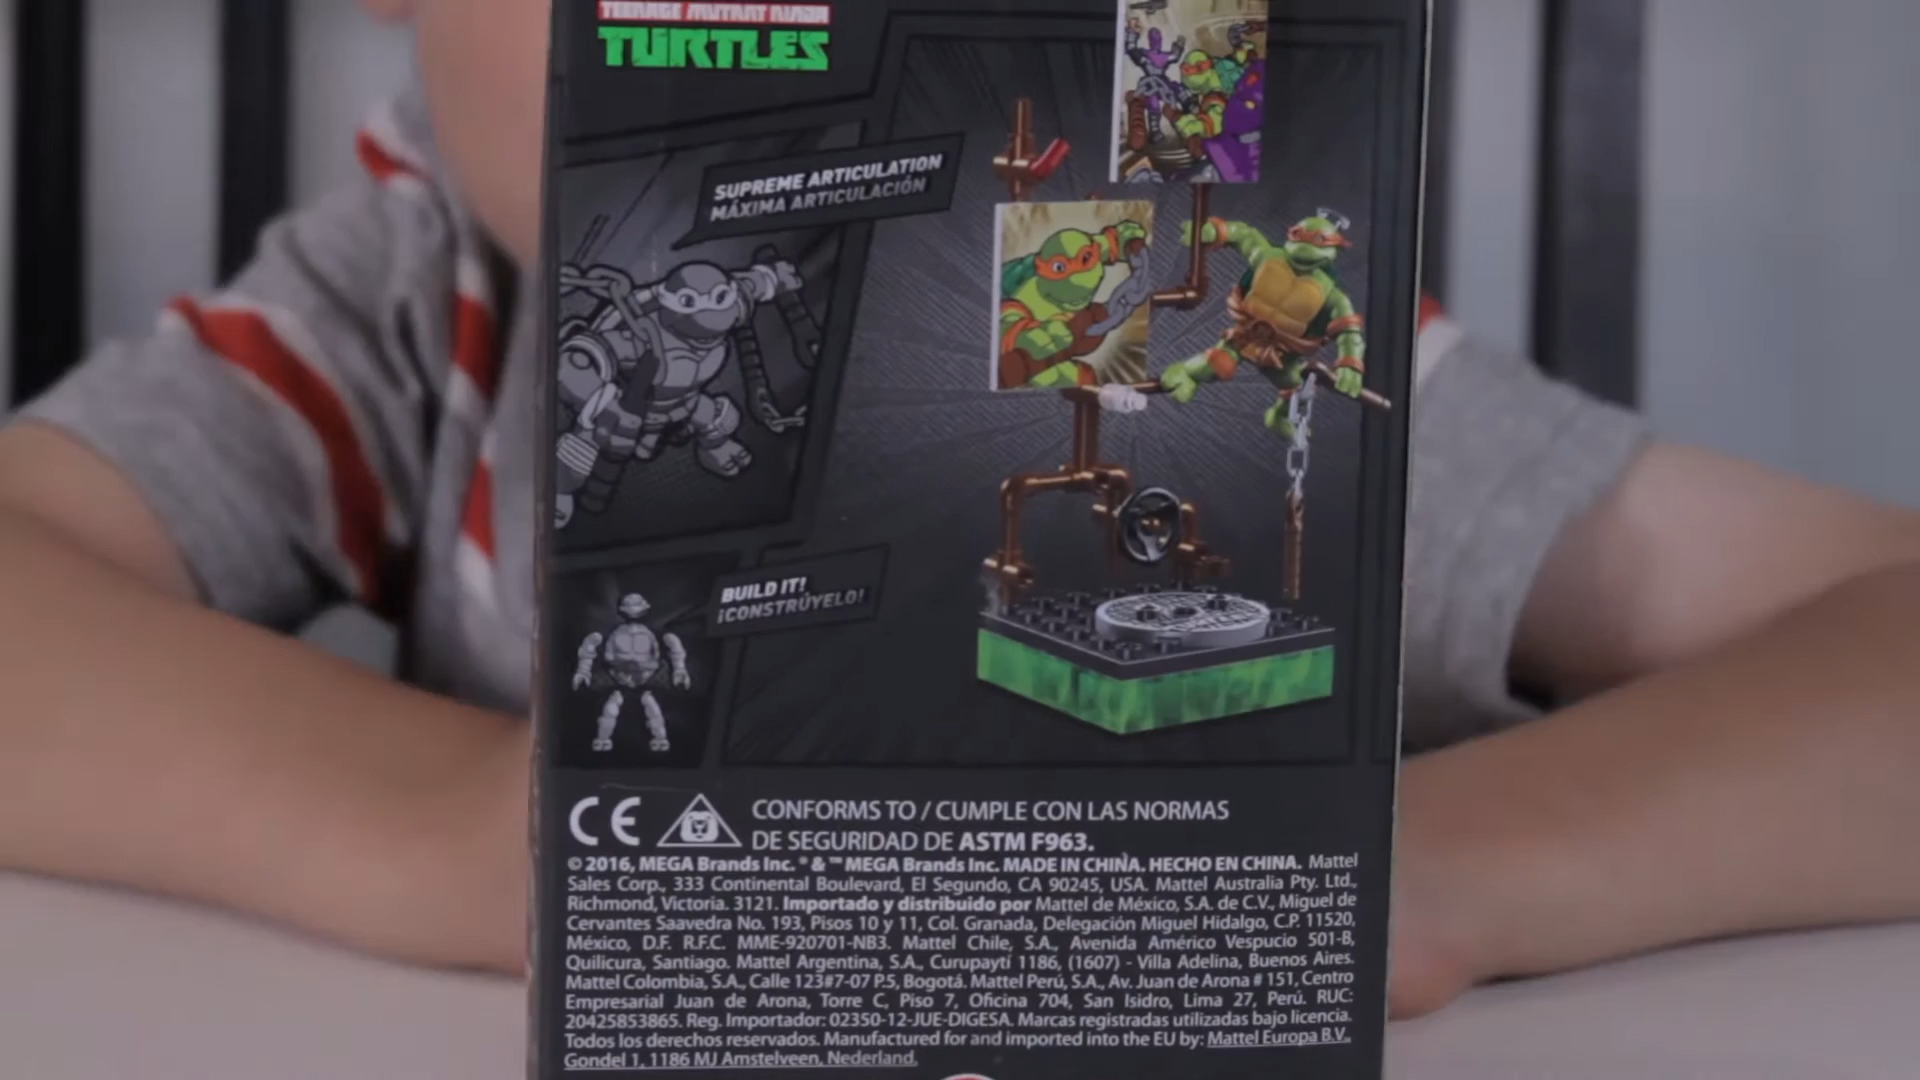 TEENAGE MUTANT NINJA
TURTLES
SUPREME ARTICULATION
MÁXIMA ARTICULACIÓN
BUILD IT!
¡CONSTRÚYELO!
CE
CONFORMS TO / CUMPLE CON LAS NORMAS
DE SEGURIDAD DE ASTM F963.
© 2016, MEGA Brands Inc. ® & ™ MEGA Brands Inc. MADE IN CHINA. HECHO EN CHINA. Mattel
Sales Corp., 333 Continental Boulevard, El Segundo, CA 90245, USA. Mattel Australia Pty. Ltd.,
Richmond, Victoria. 3121. Importado y distribuido por Mattel de México, S.A. de C.V., Miguel de
Cervantes Saavedra No. 193, Pisos 10 y 11, Col. Granada, Delegación Miguel Hidalgo, C.P. 11520,
México, D.F. R.F.C. MME-920701-NB3. Mattel Chile, S.A., Avenida Américo Vespucio 501-B,
Quilicura, Santiago. Mattel Argentina, S.A., Curupaytí 1186, (1607) - Villa Adelina, Buenos Aires.
Mattel Colombia, S.A., Calle 123#7-07 P.5, Bogotá. Mattel Perú, S.A., Av. Juan de Arona # 151, Centro
Empresarial Juan de Arona, Torre C, Piso 7, Oficina 704, San Isidro, Lima 27, Perú. RUC:
20425853865. Reg. Importador: 02350-12-JUE-DIGESA. Marcas registradas utilizadas bajo licencia.
Todos los derechos reservados. Manufactured for and imported into the EU by: Mattel Europa B.V.,
Gondel 1, 1186 MJ Amstelveen, Nederland.